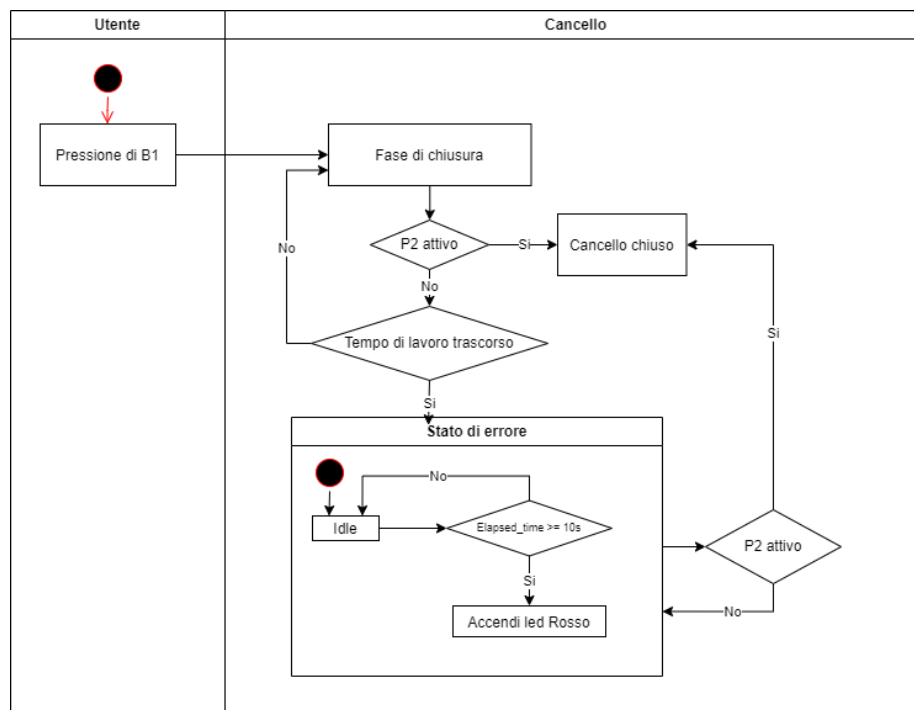 Utente
Cancello
Pressione di B1
Fase di chiusura
P2 attivo
Si
Cancello chiuso
No
No
Tempo di lavoro trascorso
Si
Si
Stato di errore
No
Idle
Elapsed_time >= 10s
P2 attivo
Si
No
Accendi led Rosso